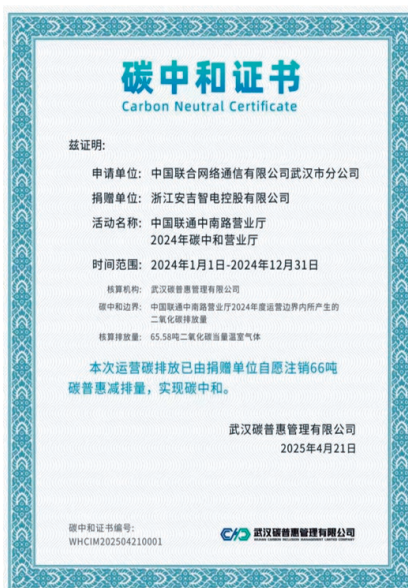 碳中和证书
Carbon Neutral Certificate
兹证明:
申请单位: 中国联合网络通信有限公司武汉市分公司
捐赠单位: 浙江安吉智电控股有限公司
活动名称: 中国联通中南路营业厅
2024年碳中和营业厅
时间范围: 2024年1月1日-2024年12月31日
核算机构: 武汉碳普惠管理有限公司
碳中和边界: 中国联通中南路营业厅2024年度运营边界内所产生的
二氧化碳排放量
核算排放量: 65.58吨二氧化碳当量温室气体
本次运营碳排放已由捐赠单位自愿注销66吨
碳普惠减排量，实现碳中和。
武汉碳普惠管理有限公司
2025年4月21日
碳中和证书编号:
WHCIM202504210001
武汉碳普惠管理有限公司